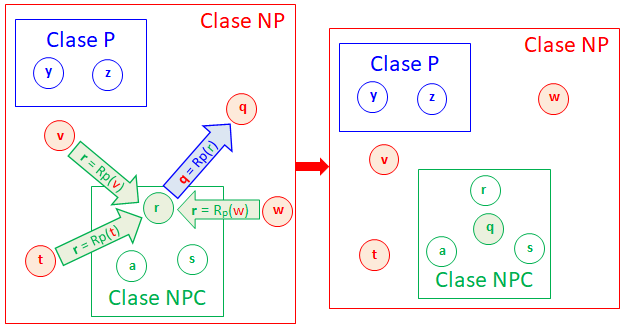 Clase NP
Clase P
y
z
q
v
r = Rp(v)
q = Rp(r)
r
r = Rp(w)
w
r = Rp(t)
t
a
s
Clase NPC
Clase NP
Clase P
y
z
w
v
r
q
t
a
s
Clase NPC